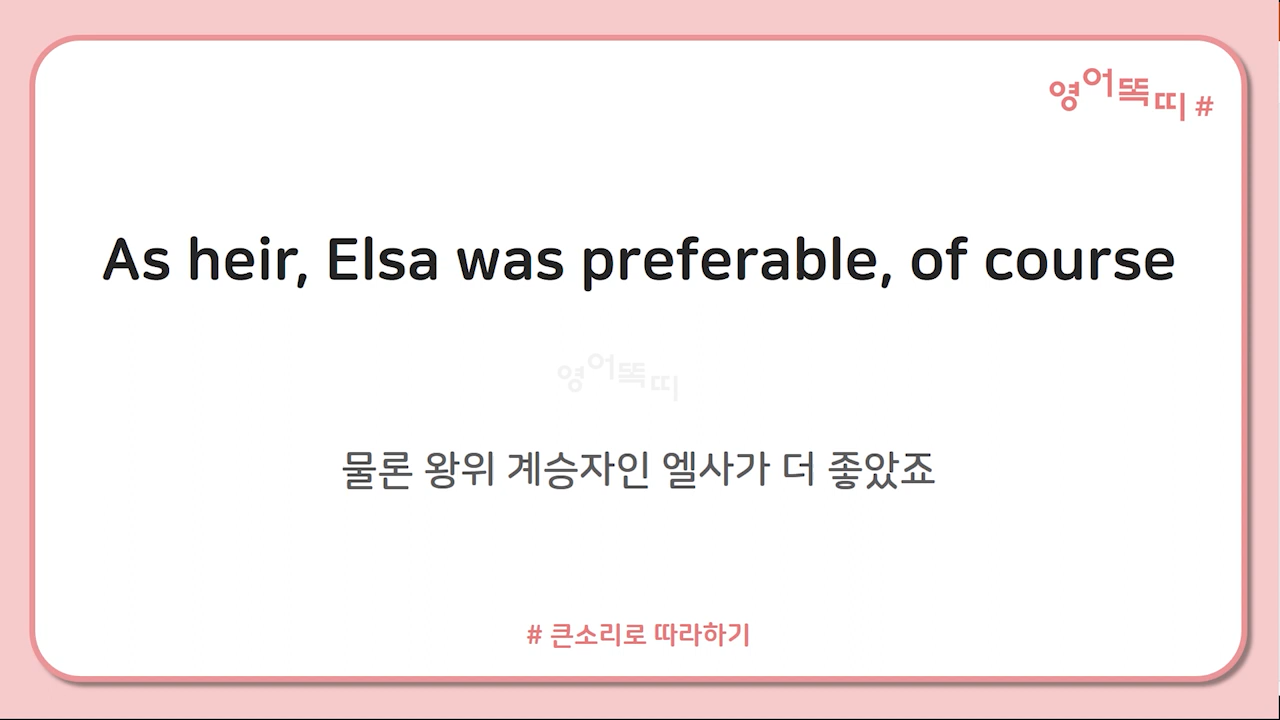 영어똑띠 #
As heir, Elsa was preferable, of course
영어똑띠
물론 왕위 계승자인 엘사가 더 좋았죠
# 큰소리로 따라하기